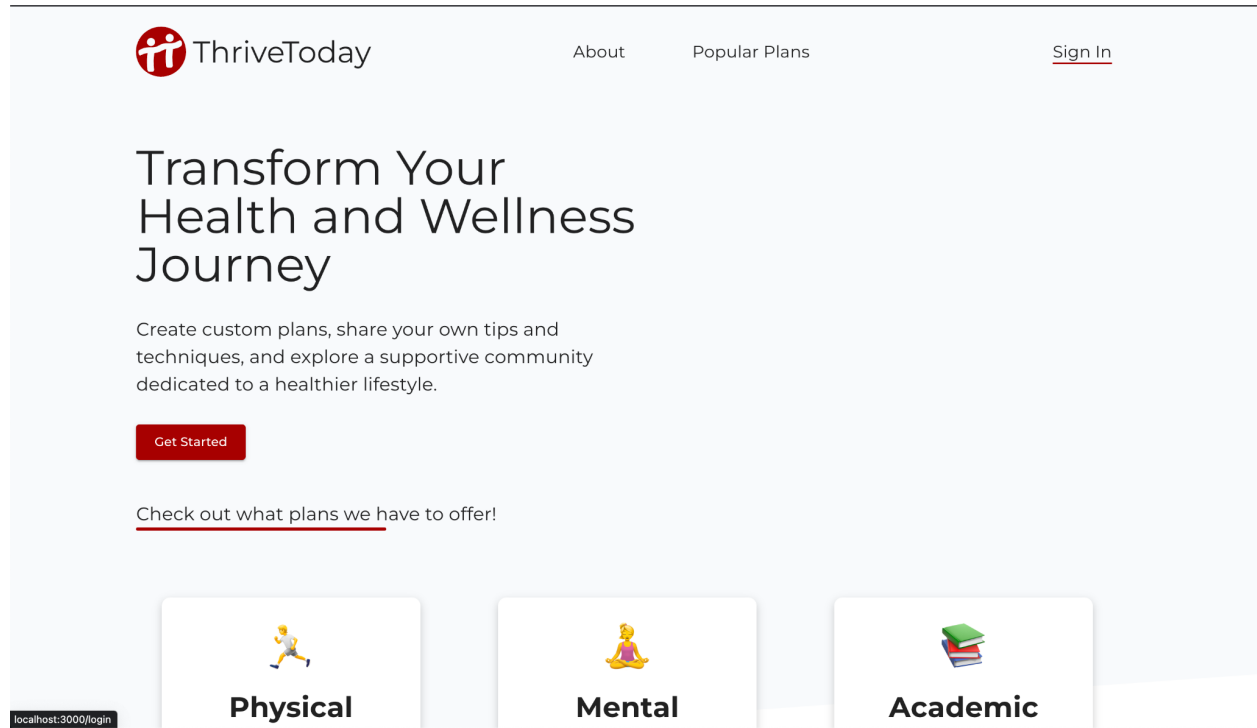 ThriveToday
About
Popular Plans
Sign In
Transform Your
Health and Wellness
Journey
Create custom plans, share your own tips and
techniques, and explore a supportive community
dedicated to a healthier lifestyle.
Get Started
Check out what plans we have to offer!
Physical
Mental
Academic
localhost:3000/login